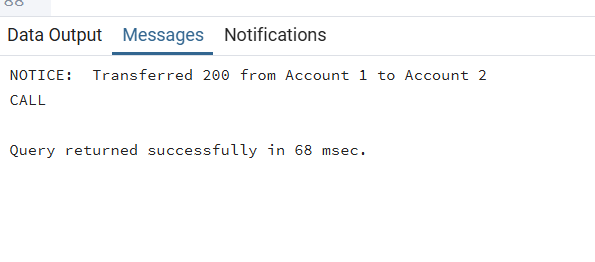 88
Data Output Messages Notifications
NOTICE:  Transferred 200 from Account 1 to Account 2
CALL
Query returned successfully in 68 msec.